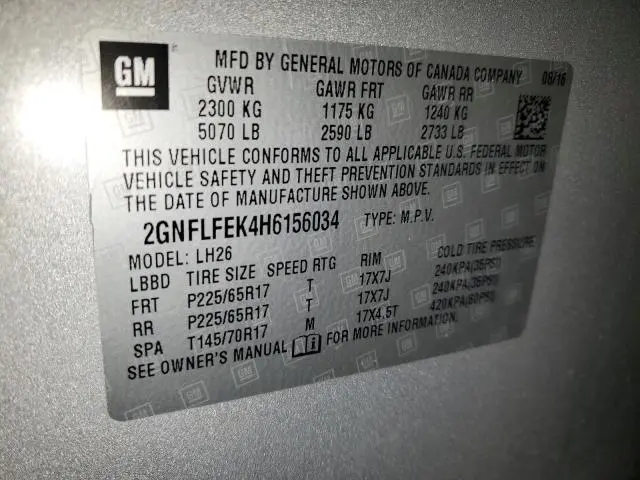 GM
MFD BY GENERAL MOTORS OF CANADA COMPANY 08/16
GVWR GAWR FRT GAWR RR
2300 KG 1175 KG 1240 KG
5070 LB 2590 LB 2733 LB
THIS VEHICLE CONFORMS TO ALL APPLICABLE U.S. FEDERAL MOTOR
VEHICLE SAFETY AND THEFT PREVENTION STANDARDS IN EFFECT ON
THE DATE OF MANUFACTURE SHOWN ABOVE.
2GNFLFEK4H6156034 TYPE: M.P.V.
MODEL: LH26
LBBD TIRE SIZE SPEED RTG RIM COLD TIRE PRESSURE
FRT P225/65R17 T 17X7J 240KPA(35PSI)
RR P225/65R17 T 17X7J 240KPA(35PSI)
SPA T145/70R17 M 17X4.5T 420KPA(60PSI)
SEE OWNER'S MANUAL FOR MORE INFORMATION.